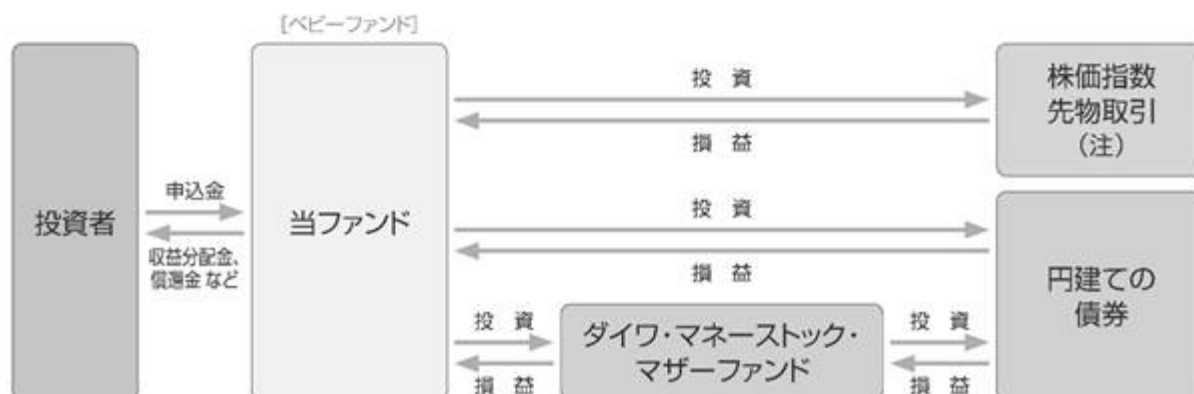 [ベビーファンド]
投資者
申込金
収益分配金、
償還金 など
当ファンド
投 資
損 益
株価指数
先物取引
(注)
投 資
損 益
円建ての
債券
投 資
損 益
ダイワ・マネーストック・
マザーファンド
投 資
損 益